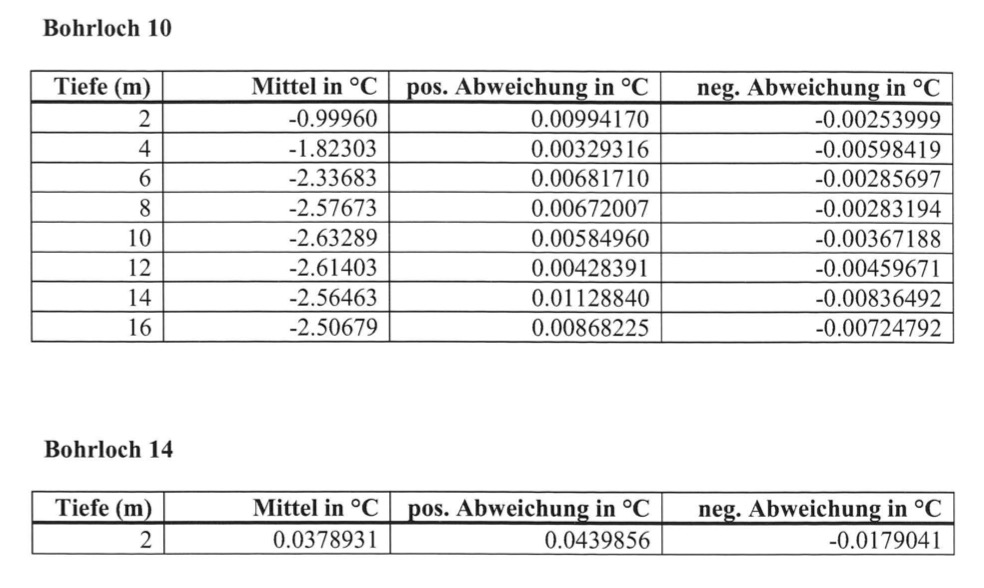 Bohrloch 10
Tiefe (m) Mittel in °C pos. Abweichung in °C neg. Abweichung in °C
2 -0.99960 0.00994170 -0.00253999
4 -1.82303 0.00329316 -0.00598419
6 -2.33683 0.00681710 -0.00285697
8 -2.57673 0.00672007 -0.00283194
10 -2.63289 0.00584960 -0.00367188
12 -2.61403 0.00428391 -0.00459671
14 -2.56463 0.01128840 -0.00836492
16 -2.50679 0.00868225 -0.00724792
Bohrloch 14
Tiefe (m) Mittel in °C pos. Abweichung in °C neg. Abweichung in °C
2 0.0378931 0.0439856 -0.0179041